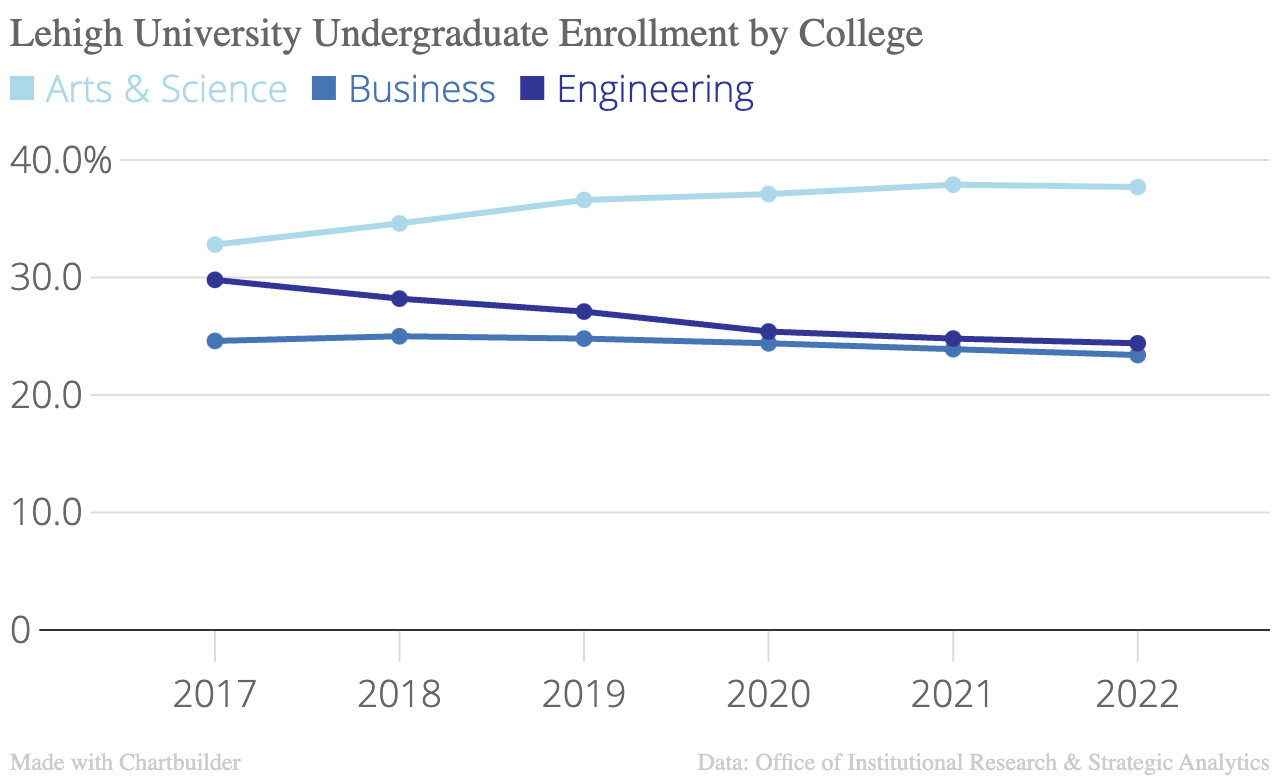 Lehigh University Undergraduate Enrollment by College
Arts & Science Business Engineering
40.0%
30.0
20.0
10.0
0
2017 2018 2019 2020 2021 2022
Made with Chartbuilder Data: Office of Institutional Research & Strategic Analytics